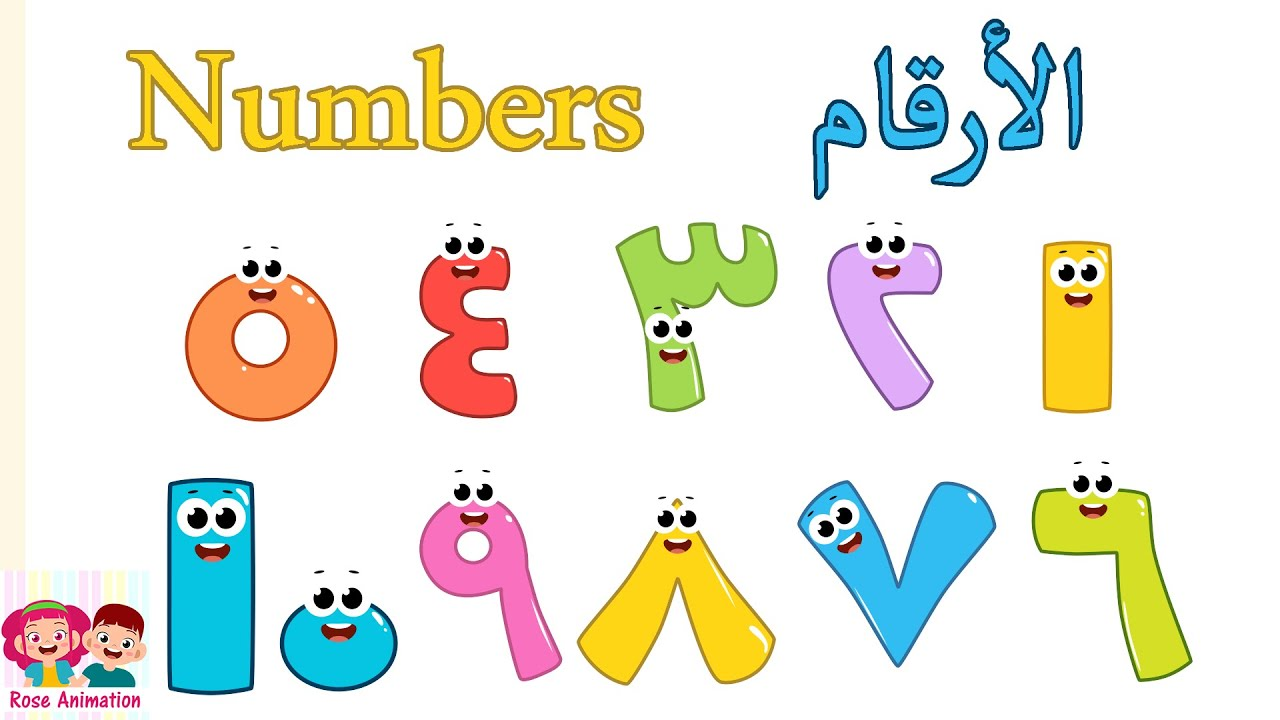 Numbers الأرقام
١ ٢ ٣ ٤ ٥
٦ ٧ ٨ ٩ ١٠
Rose Animation